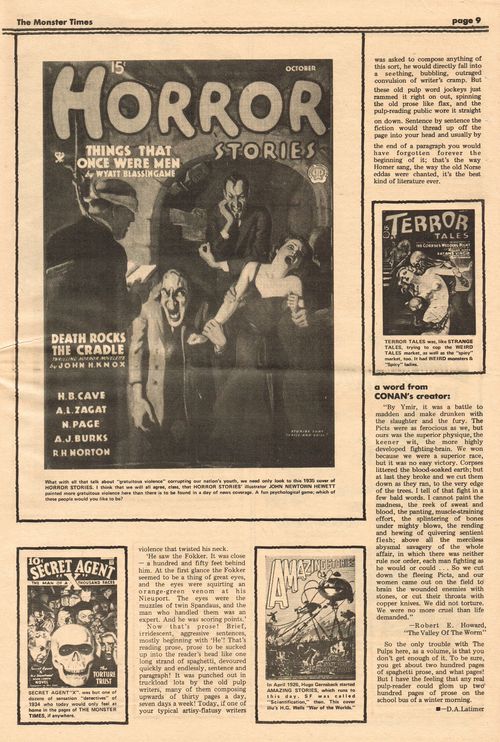 The Monster Times
page 9
15¢
OCTOBER
HORROR
STORIES
THINGS THAT
ONCE WERE MEN
by WYATT BLASSINGAME
DEATH ROCKS
THE CRADLE
THRILLING HORROR NOVELETTE
by JOHN H. KNOX
H.B. CAVE
A.L. ZAGAT
N. PAGE
A.J. BURKS
R.H NORTON
What with all that talk about "gratuitous violence" corrupting our nation's youth, we need only look to this 1935 cover of
HORROR STORIES. I think that we will all agree, class, that HORROR STORIES' illustrator JOHN NEWTOWN HEWETT
painted more gratuitous violence here than there is to be found in a day of news coverage. A fun psychological game; which of
these people would you like to be?
10¢
SECRET AGENT
THE MAN OF A THOUSAND FACES
The
TORTURE
TRUST
NOVEL
SECRET AGENT "X" was but one of
dozens of sensation "detectives" of
1934 who today would only feel at
home in the pages of THE MONSTER
TIMES, if anywhere.
violence that twisted his neck.
'He saw the Fokker. It was close
— a hundred and fifty feet behind
him. At the first glance the Fokker
seemed to be a thing of great eyes,
and the eyes were squirting an
orange-green venom at his
Nieuport. The eyes were the
muzzles of twin Spandaus, and the
man who handled them was an
expert. And he was scoring points.'
Now that's prose! Brief,
irridescent, aggressive sentences,
mostly beginning with 'He'! That's
reading prose, prose to be sucked
up into the reader's head like one
long strand of spaghetti, devoured
quickly and endlessly, sentence and
paragraph! It was punched out in
truckload lots by the old pulp
writers, many of them composing
upwards of thirty pages a day,
seven days a week! Today, if one of
your typical artisy-flatusy writers
AMAZING STORIES
In April 1926, Hugo Gernsback started
AMAZING STORIES, which runs to
this day. SF was called
"Scientifiction," then. This cover
illu's H.G. Wells "War of the Worlds."
was asked to compose anything of
this sort, he would directly fall into
a seething, bubbling, outraged
convulsion of writer's cramp. But
these old pulp word jockeys just
rammed it right on out, spinning
the old prose like flax, and the
pulp-reading public wore it straight
on down. Sentence by sentence the
fiction would thread up off the
page into your head and usually by
the end of a paragraph you would
have forgotten forever the
beginning of it; that's the way
Homer sang, the way the old Norse
eddas were chanted, it's the best
kind of literature ever.
15¢
TERROR
TALES
TERROR TALES was, like STRANGE
TALES, trying to cop the WEIRD
TALES market, as well as the "spicy"
market, too. It had WEIRD monsters &
"Spicy" ladies.
a word from
CONAN's creator:
"By Ymir, it was a battle to
madden and make drunken with
the slaughter and the fury. The
Picts were as ferocious as we, but
ours was the superior physique, the
keener wit, the more highly
developed fighting-brain. We won
because we were a superior race,
but it was no easy victory. Corpses
littered the blood-soaked earth; but
at last they broke and we cut them
down as they ran, to the very edge
of the trees. I tell of that fight in a
few bald words. I cannot paint the
madness, the reek of sweat and
blood, the panting, muscle-straining
effort, the splintering of bones
under mighty blows, the rending
and hewing of quivering sentient
flesh; above all the merciless
abysmal savagery of the whole
affair, in which there was neither
rule nor order, each man fighting as
he would or could . . . So we cut
down the fleeing Picts, and our
women came out on the field to
brain the wounded enemies with
stones, or cut their throats with
copper knives. We did not torture.
We were no more cruel than life
demanded."
—Robert E. Howard,
"The Valley Of The Worm"
So the only trouble with The
Pulps here, as a volume, is that you
don't get enough of it. To be sure,
you get about two hundred pages
of spaghetti prose, and what pages!
But I have the feeling that any real
pulp-reader could glom up two
hundred pages of prose on the
school bus of a winter morning.
■—D.A.Latimer